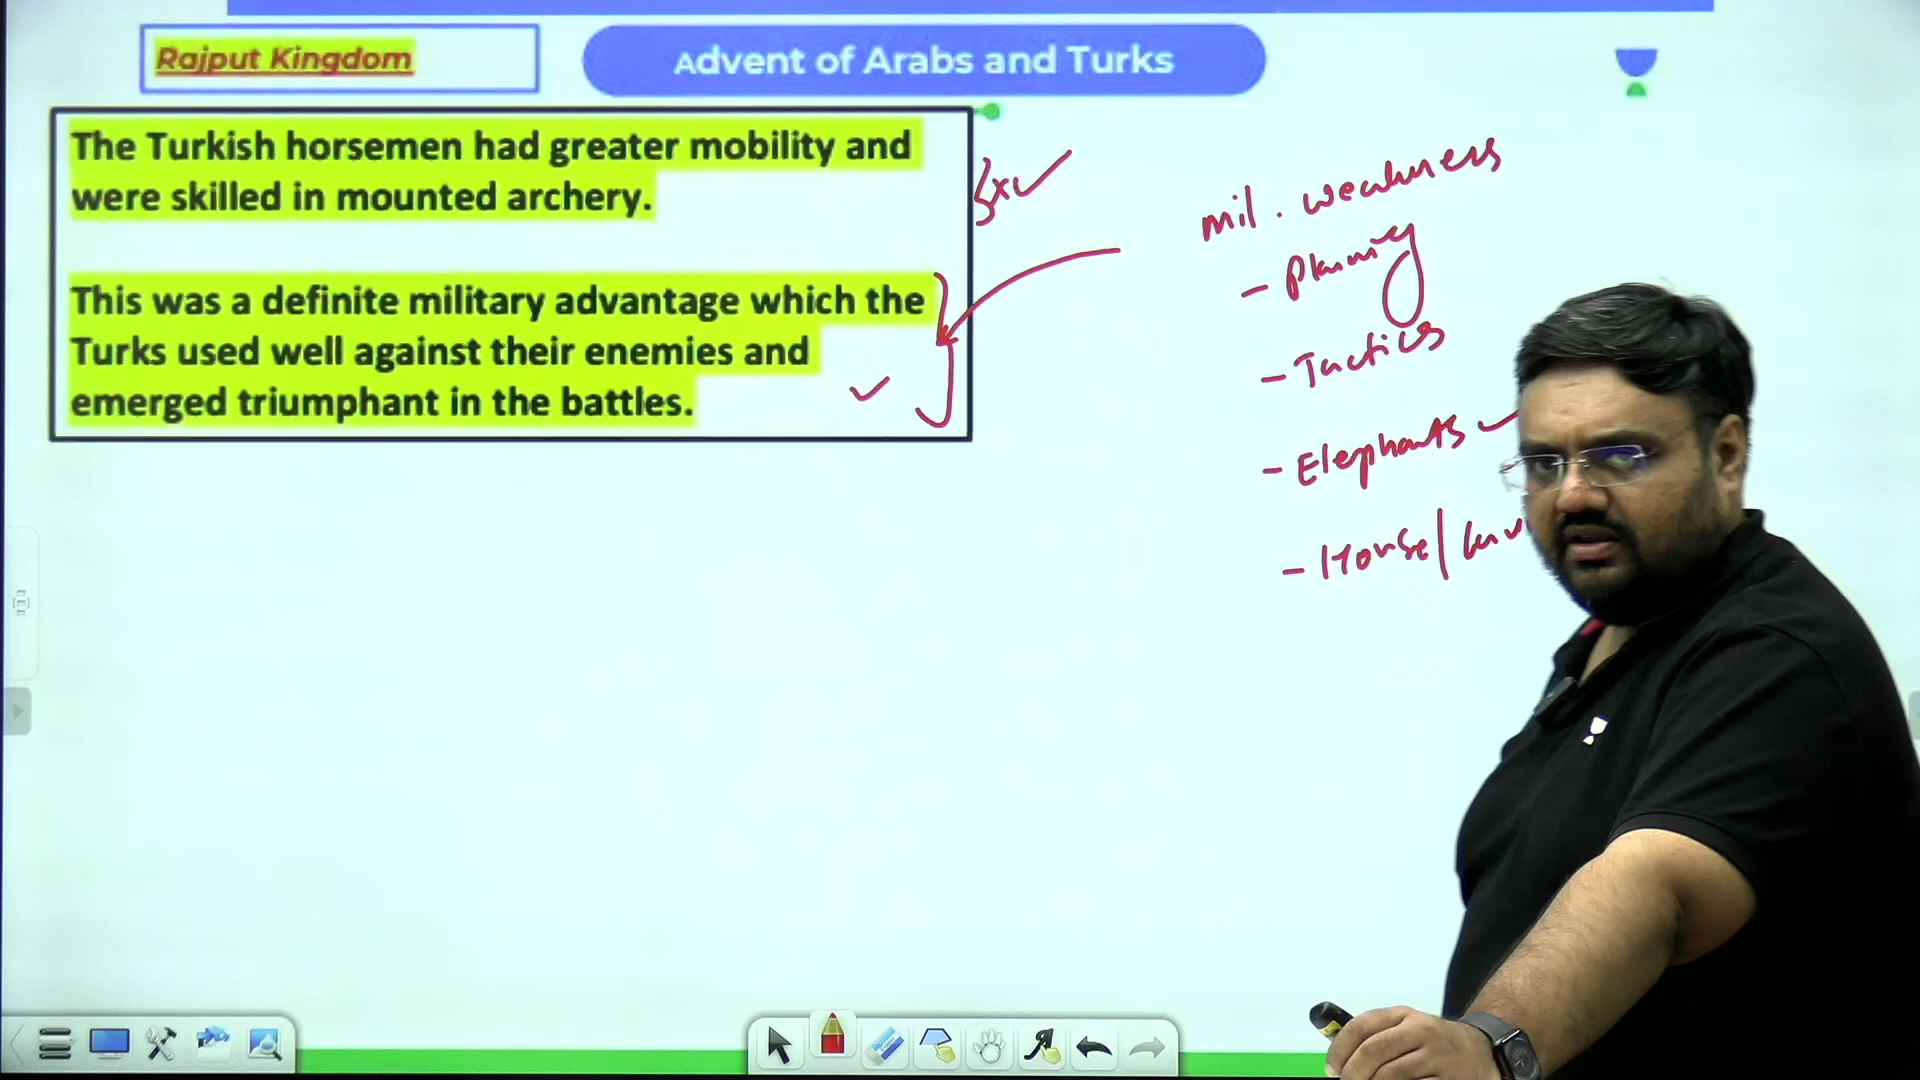 Rajput Kingdom
Advent of Arabs and Turks
The Turkish horsemen had greater mobility and
were skilled in mounted archery.
This was a definite military advantage which the
Turks used well against their enemies and
emerged triumphant in the battles.
mil. weakness
- Planning
- Tactics
- Elephants
- Horse/